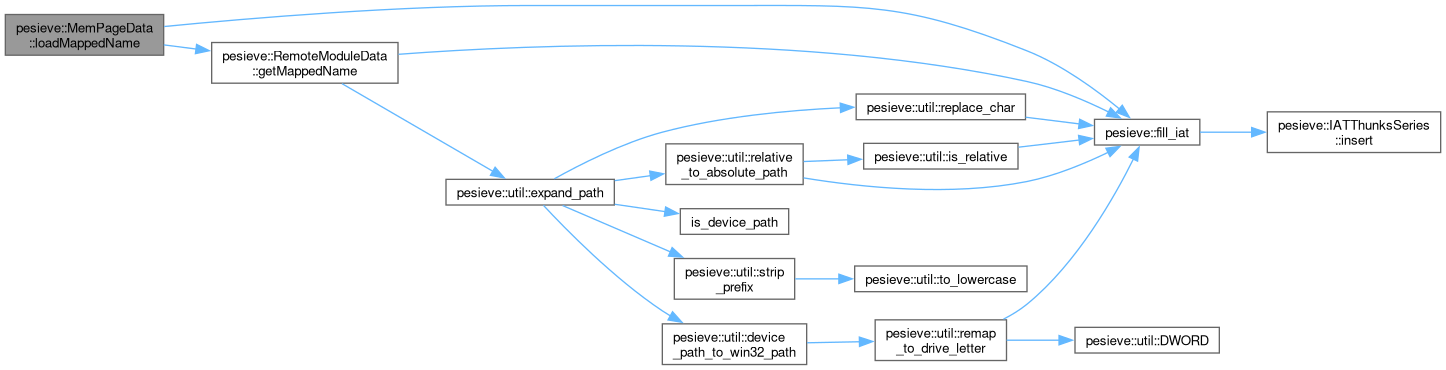 pesieve::MemPageData
::loadMappedName
pesieve::RemoteModuleData
::getMappedName
pesieve::util::expand_path
pesieve::util::replace_char
pesieve::util::relative
_to_absolute_path
pesieve::util::is_relative
is_device_path
pesieve::util::strip
_prefix
pesieve::util::to_lowercase
pesieve::util::device
_path_to_win32_path
pesieve::util::remap
_to_drive_letter
pesieve::fill_iat
pesieve::util::DWORD
pesieve::IATThunksSeries
::insert